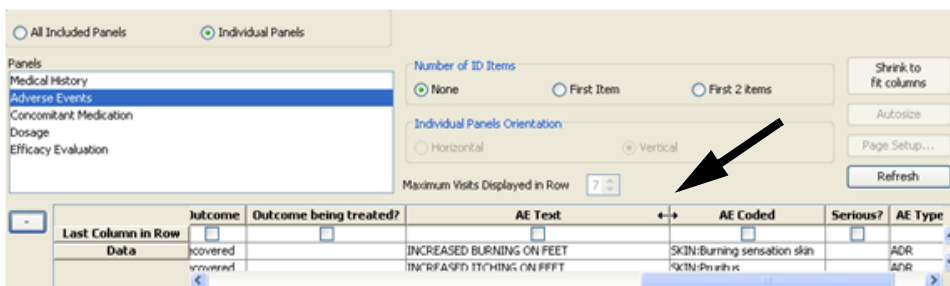 All Included Panels
Individual Panels
Panels
Medical History
Adverse Events
Concomitant Medication
Dosage
Efficacy Evaluation
Number of ID Items
None
First Item
First 2 items
Individual Panels Orientation
Horizontal
Vertical
Maximum Visits Displayed in Row 7
Shrink to
fit columns
Autosize
Page Setup...
Refresh
-
utcome Outcome being treated? AE Text AE Coded Serious? AE Type
Last Column in Row
Data covered INCREASED BURNING ON FEET SKIN:Burning sensation skin ADR
covered INCREASED ITCHING ON FEET SKIN:Pruritus ADR